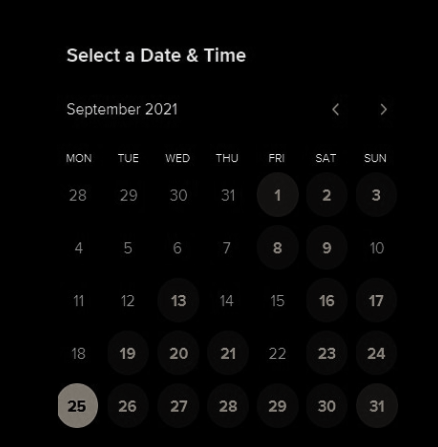 Select a Date & Time
September 2021
MON TUE WED THU FRI SAT SUN
28 29 30 31 1 2 3
4 5 6 7 8 9 10
11 12 13 14 15 16 17
18 19 20 21 22 23 24
25 26 27 28 29 30 31